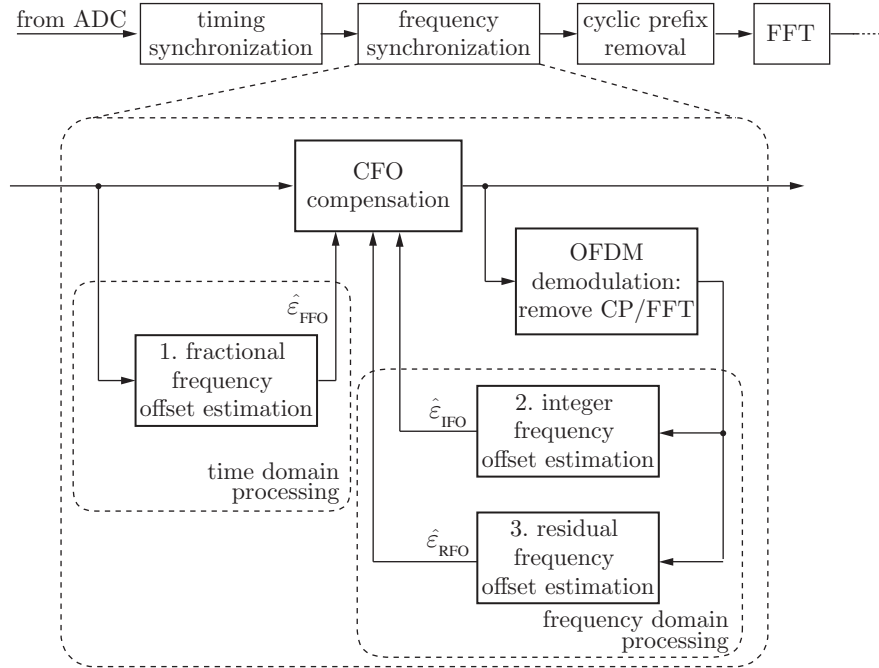 from ADC
timing
synchronization
frequency
synchronization
cyclic prefix
removal
FFT
CFO
compensation
OFDM
demodulation:
remove CP/FFT
ε̂FFO
1. fractional
frequency
offset estimation
time domain
processing
ε̂IFO
2. integer
frequency
offset estimation
ε̂RFO
3. residual
frequency
offset estimation
frequency domain
processing